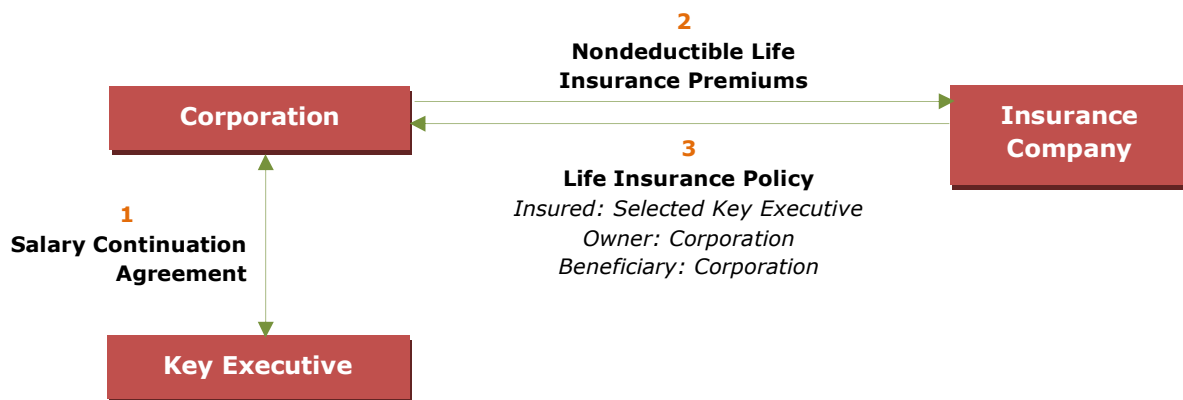 2
Nondeductible Life
Insurance Premiums
Corporation
Insurance
Company
3
Life Insurance Policy
Insured: Selected Key Executive
Owner: Corporation
Beneficiary: Corporation
1
Salary Continuation
Agreement
Key Executive